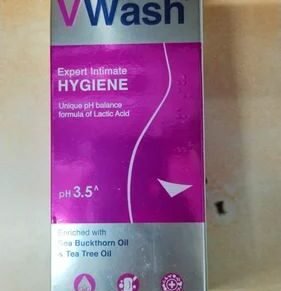 VWash
Expert Intimate
HYGIENE
Unique pH balance
formula of Lactic Acid
pH 3.5^
Enriched with
Sea Buckthorn Oil
& Tea Tree Oil